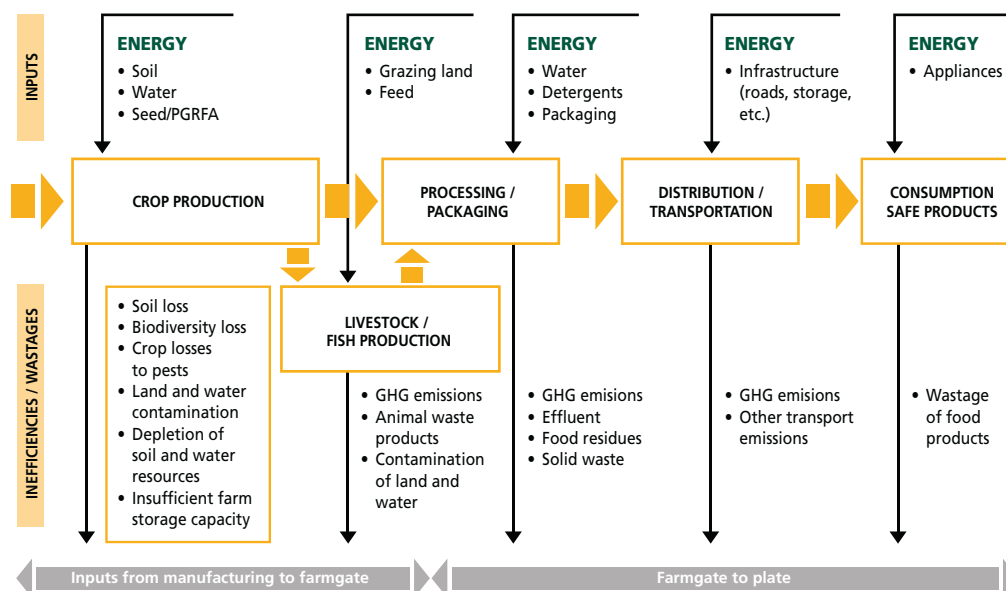 INPUTS
ENERGY
• Soil
• Water
• Seed/PGRFA
ENERGY
• Grazing land
• Feed
ENERGY
• Water
• Detergents
• Packaging
ENERGY
• Infrastructure
(roads, storage,
etc.)
ENERGY
• Appliances
CROP PRODUCTION
PROCESSING /
PACKAGING
DISTRIBUTION /
TRANSPORTATION
CONSUMPTION
SAFE PRODUCTS
LIVESTOCK /
FISH PRODUCTION
INEFFICIENCIES / WASTAGES
• Soil loss
• Biodiversity loss
• Crop losses
to pests
• Land and water
contamination
• Depletion of
soil and water
resources
• Insufficient farm
storage capacity
• GHG emissions
• Animal waste
products
• Contamination
of land and
water
• GHG emisions
• Effluent
• Food residues
• Solid waste
• GHG emisions
• Other transport
emissions
• Wastage
of food
products
Inputs from manufacturing to farmgate
Farmgate to plate